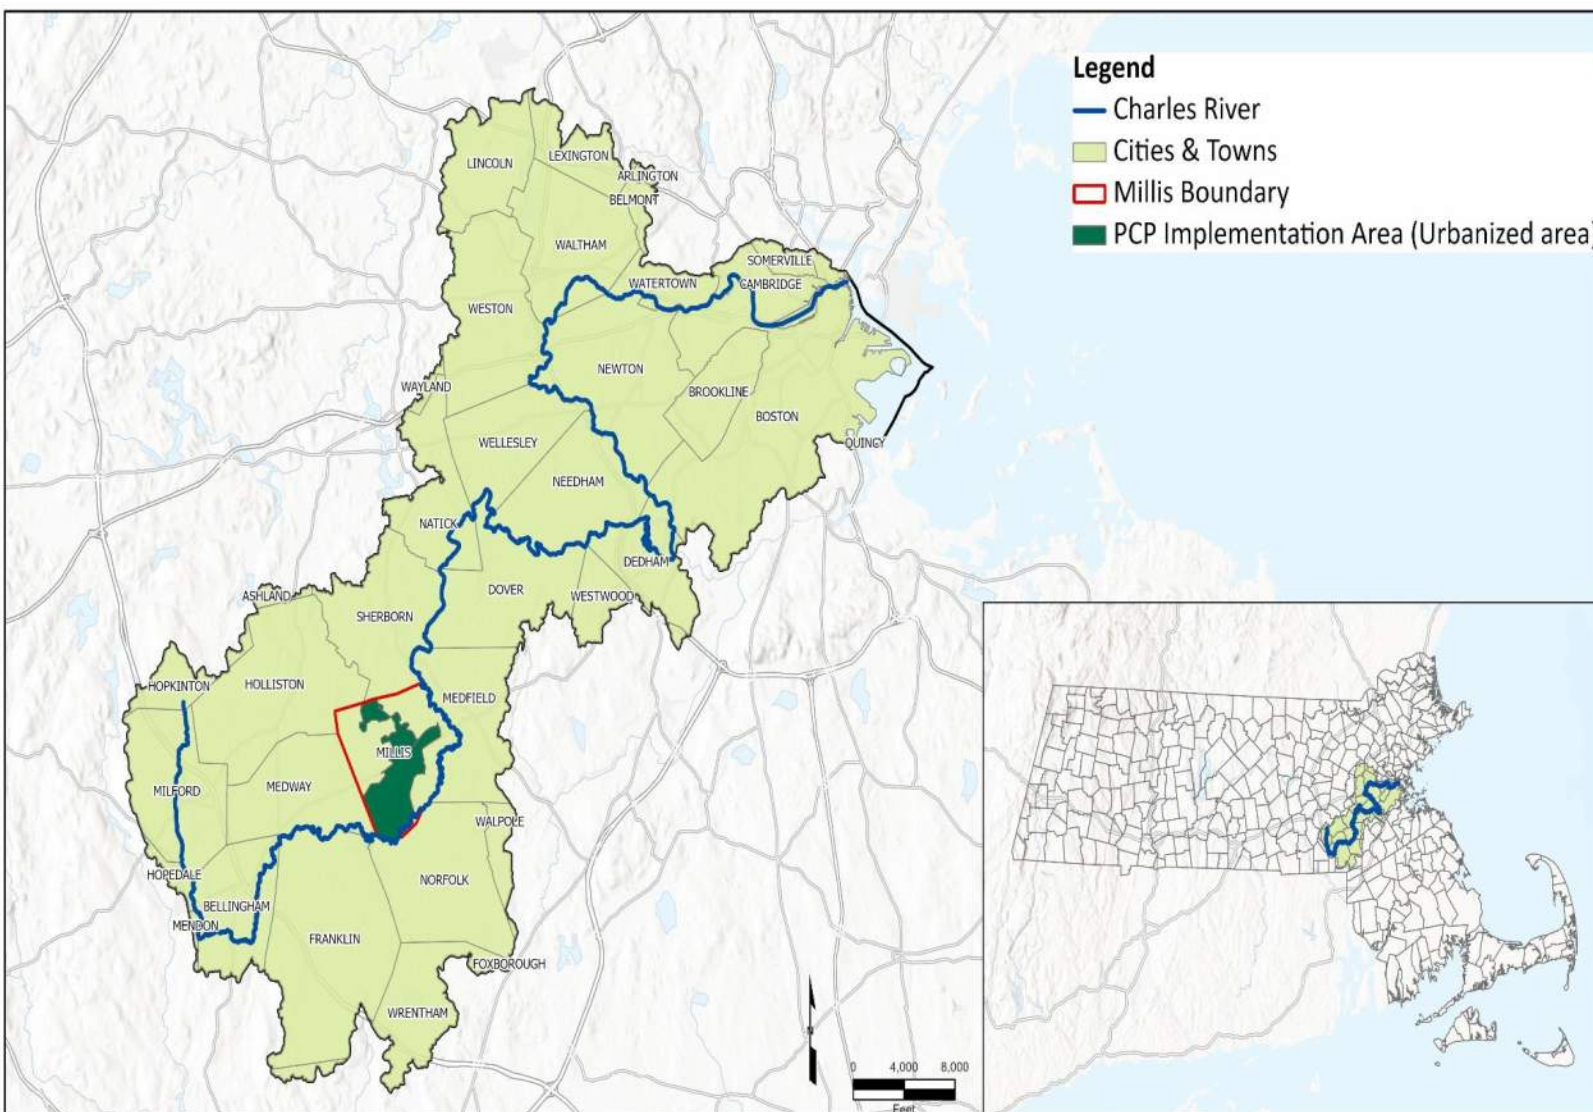 Legend
Charles River
Cities & Towns
Millis Boundary
PCP Implementation Area (Urbanized area)
LINCOLN
LEXINGTON
ARLINGTON
BELMONT
WALTHAM
SOMERVILLE
WATERTOWN
CAMBRIDGE
WESTON
NEWTON
WAYLAND
BROOKLINE
BOSTON
WELLESLEY
QUINCY
NEEDHAM
NATICK
DEDHAM
DOVER
WESTWOOD
ASHLAND
SHERBORN
HOPKINTON
HOLLISTON
MEDFIELD
MILLIS
MILFORD
MEDWAY
WALPOLE
HOPEDALE
NORFOLK
BELLINGHAM
MENDON
FRANKLIN
FOXBOROUGH
WRENTHAM
N
0 4,000 8,000
Feet